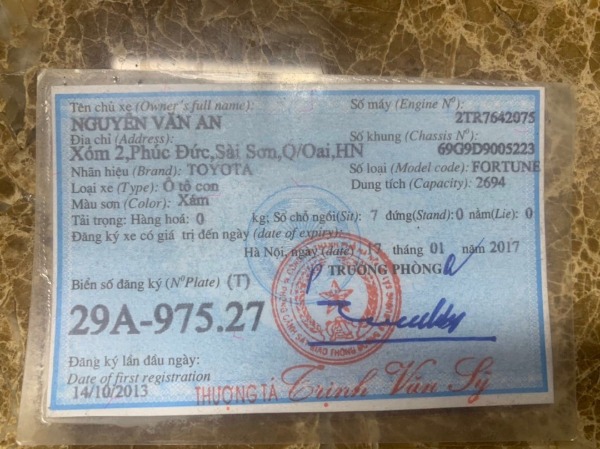 Tên chủ xe (Owner's full name): Số máy (Engine Nº):
NGUYỄN VĂN AN 2TR7642075
Địa chỉ (Address): Số khung (Chassis Nº)
Xóm 2,Phúc Đức,Sài Sơn,Q/Oai,HN 69G9D9005223
Nhãn hiệu (Brand): TOYOTA Số loại (Model code): FORTUNE
Loại xe (Type): Ô tô con Dung tích (Capacity): 2694
Màu sơn (Color): Xám
Tải trọng: Hàng hoá: 0 kg; Số chỗ ngồi(Sit): 7 đứng(Stand):0 nằm(Lie): 0
Đăng ký xe có giá trị đến ngày (date of expiry):
Hà Nội, ngày (date) 17 tháng 01 năm 2017
P TRƯỞNG PHÒNG
Biển số đăng ký (NºPlate) (T)
29A-975.27
Đăng ký lần đầu ngày:
Date of first registration
14/10/2013
THƯỢNG TÁ Trịnh Văn Sỹ